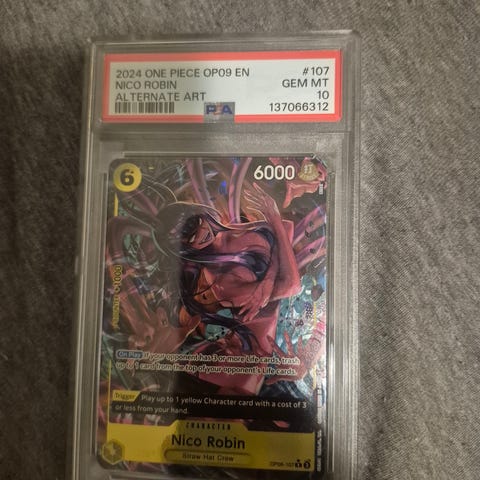 2024 ONE PIECE OP09 EN #107
NICO ROBIN GEM MT
ALTERNATE ART 10
PSA 137066312
6 6000
On Play If your opponent has 3 or more Life cards, trash
up to 1 card from the top of your opponent's Life cards.
Trigger Play up to 1 yellow Character card with a cost of 3
or less from your hand.
CHARACTER
Nico Robin
Straw Hat Crew